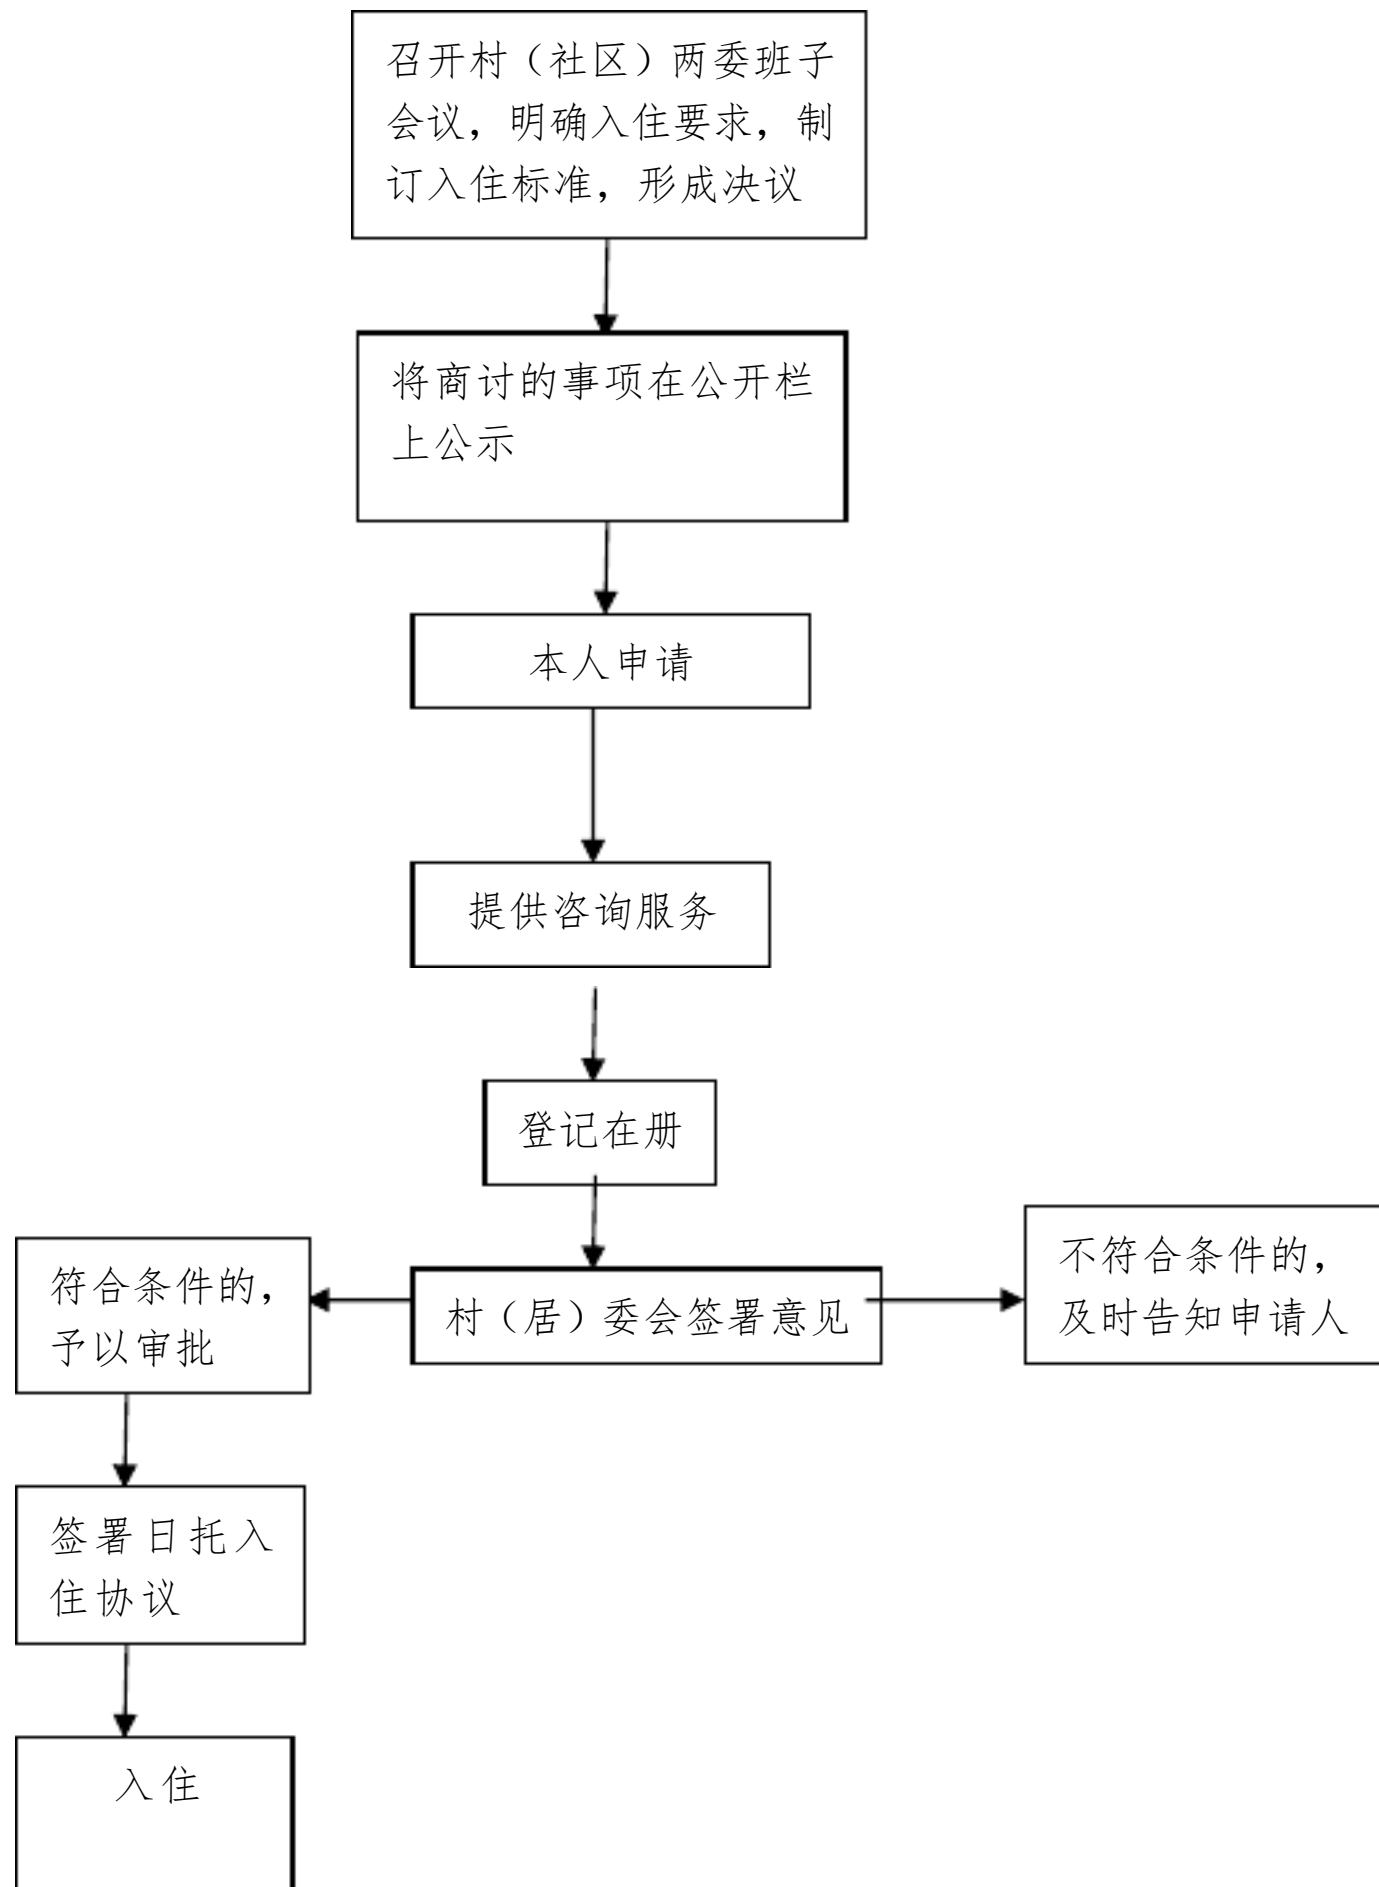 召开村（社区）两委班子
会议，明确入住要求，制
订入住标准，形成决议
将商讨的事项在公开栏
上公示
本人申请
提供咨询服务
登记在册
村（居）委会签署意见
符合条件的，
予以审批
不符合条件的，
及时告知申请人
签署日托入
住协议
入住